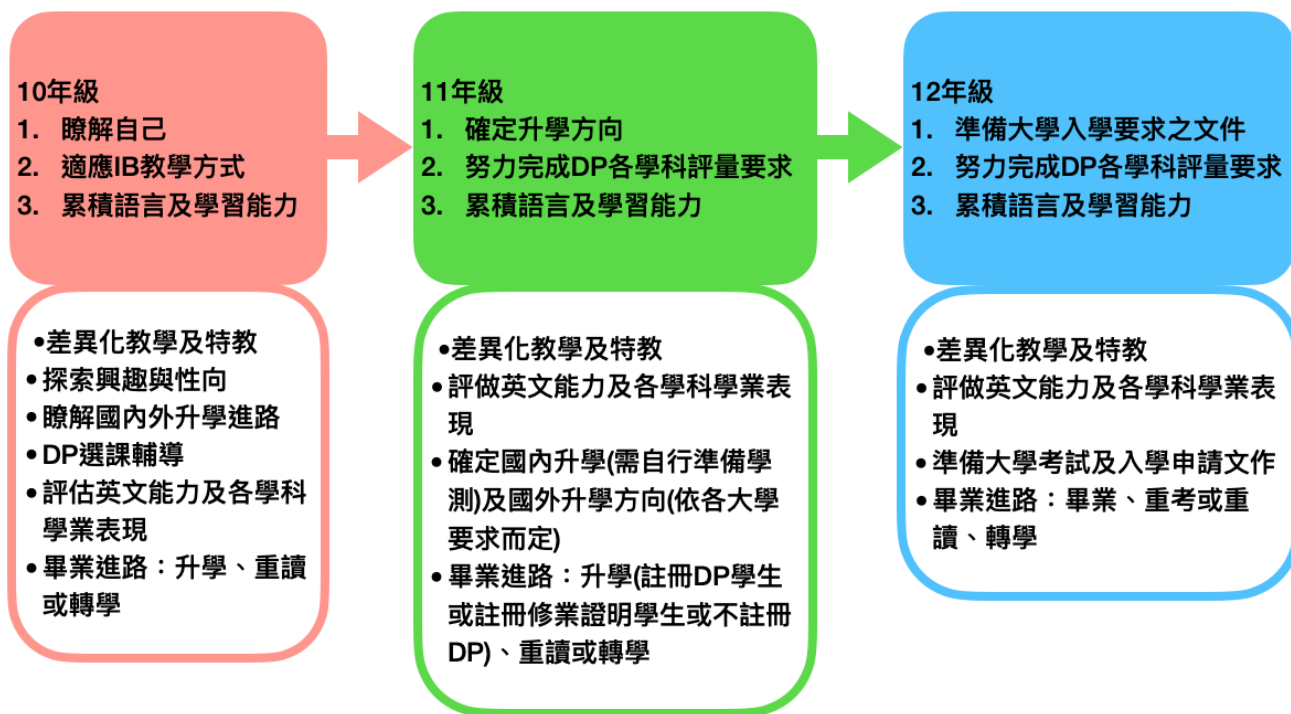 10年級
1. 瞭解自己
2. 適應IB教學方式
3. 累積語言及學習能力
•差異化教學及特教
•探索興趣與性向
•瞭解國內外升學進路
•DP選課輔導
•評估英文能力及各學科
學業表現
•畢業進路：升學、重讀
或轉學
11年級
1. 確定升學方向
2. 努力完成DP各學科評量要求
3. 累積語言及學習能力
•差異化教學及特教
•評做英文能力及各學科學業表
現
•確定國內升學(需自行準備學
測)及國外升學方向(依各大學
要求而定)
•畢業進路：升學(註冊DP學生
或註冊修業證明學生或不註冊
DP)、重讀或轉學
12年級
1. 準備大學入學要求之文件
2. 努力完成DP各學科評量要求
3. 累積語言及學習能力
•差異化教學及特教
•評做英文能力及各學科學業表
現
•準備大學考試及入學申請文作
•畢業進路：畢業、重考或重
讀、轉學